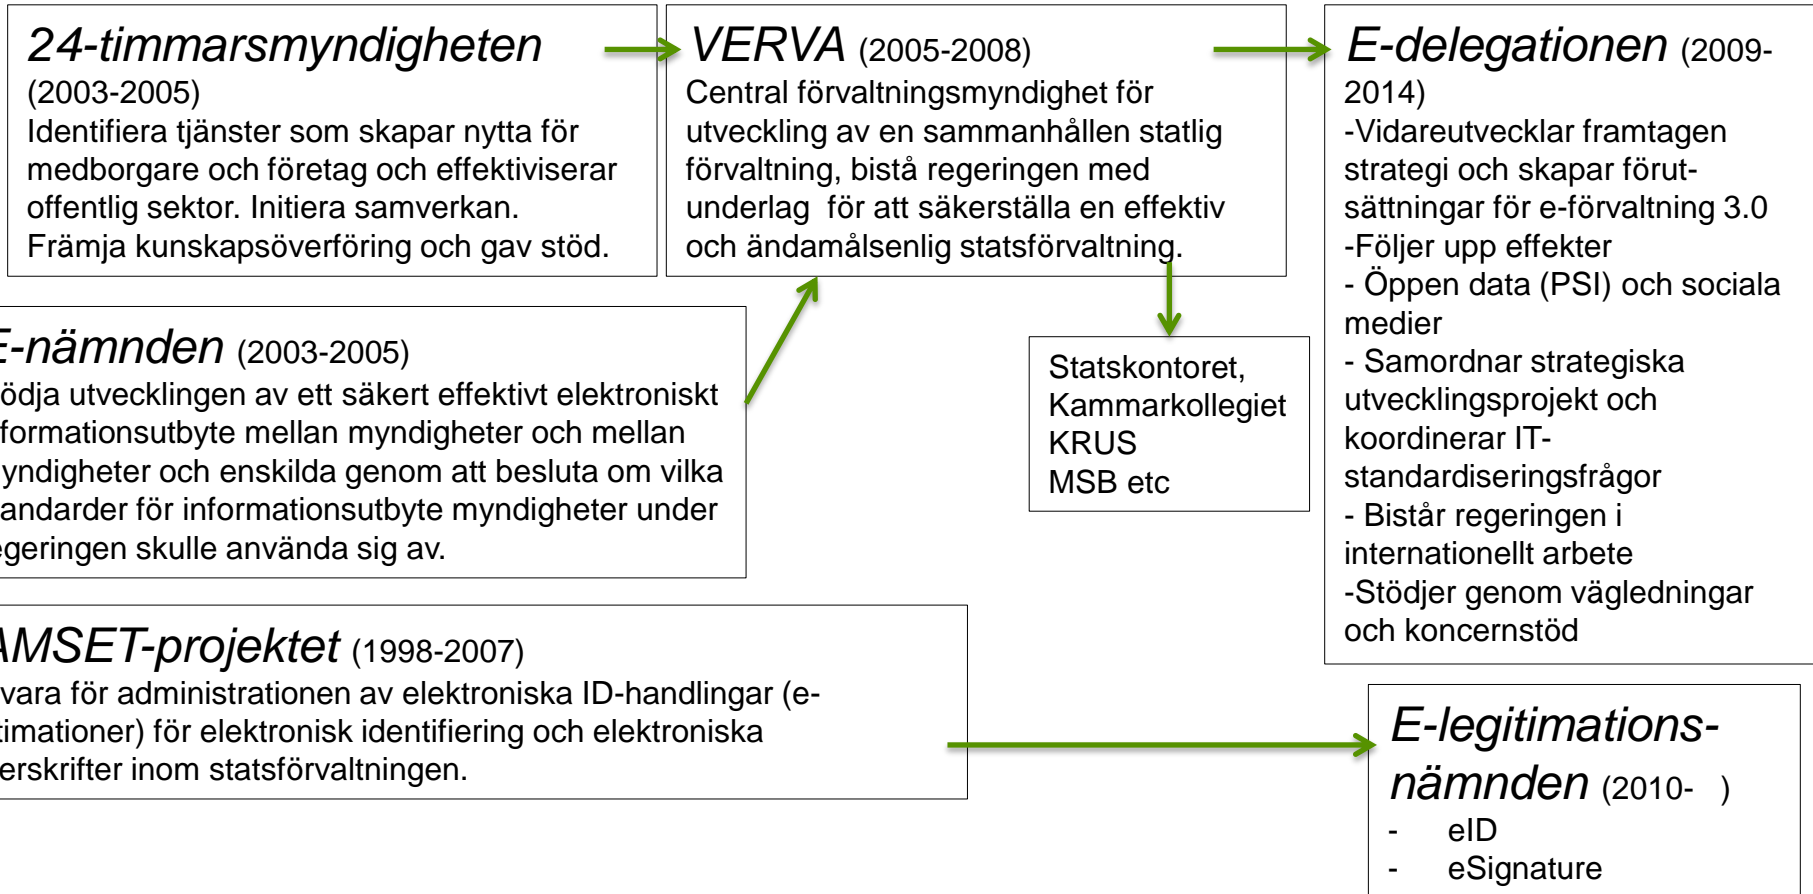 24-timmarsmyndigheten
(2003-2005)
Identifiera tjänster som skapar nytta för
medborgare och företag och effektiviserar
offentlig sektor. Initiera samverkan.
Främja kunskapsöverföring och gav stöd.
VERVA (2005-2008)
Central förvaltningsmyndighet för
utveckling av en sammanhållen statlig
förvaltning, bistå regeringen med
underlag för att säkerställa en effektiv
och ändamålsenlig statsförvaltning.
E-delegationen (2009-
2014)
-Vidareutvecklar framtagen
strategi och skapar förut-
sättningar för e-förvaltning 3.0
-Följer upp effekter
- Öppen data (PSI) och sociala
medier
- Samordnar strategiska
utvecklingsprojekt och
koordinerar IT-
standardiseringsfrågor
- Bistår regeringen i
internationellt arbete
-Stödjer genom vägledningar
och koncernstöd
E-nämnden (2003-2005)
ödja utvecklingen av ett säkert effektivt elektroniskt
formationsutbyte mellan myndigheter och mellan
yndigheter och enskilda genom att besluta om vilka
andarder för informationsutbyte myndigheter under
egeringen skulle använda sig av.
Statskontoret,
Kammarkollegiet
KRUS
MSB etc
AMSET-projektet (1998-2007)
vara för administrationen av elektroniska ID-handlingar (e-
timationer) för elektronisk identifiering och elektroniska
erskrifter inom statsförvaltningen.
E-legitimations-
nämnden (2010- )
- eID
- eSignature